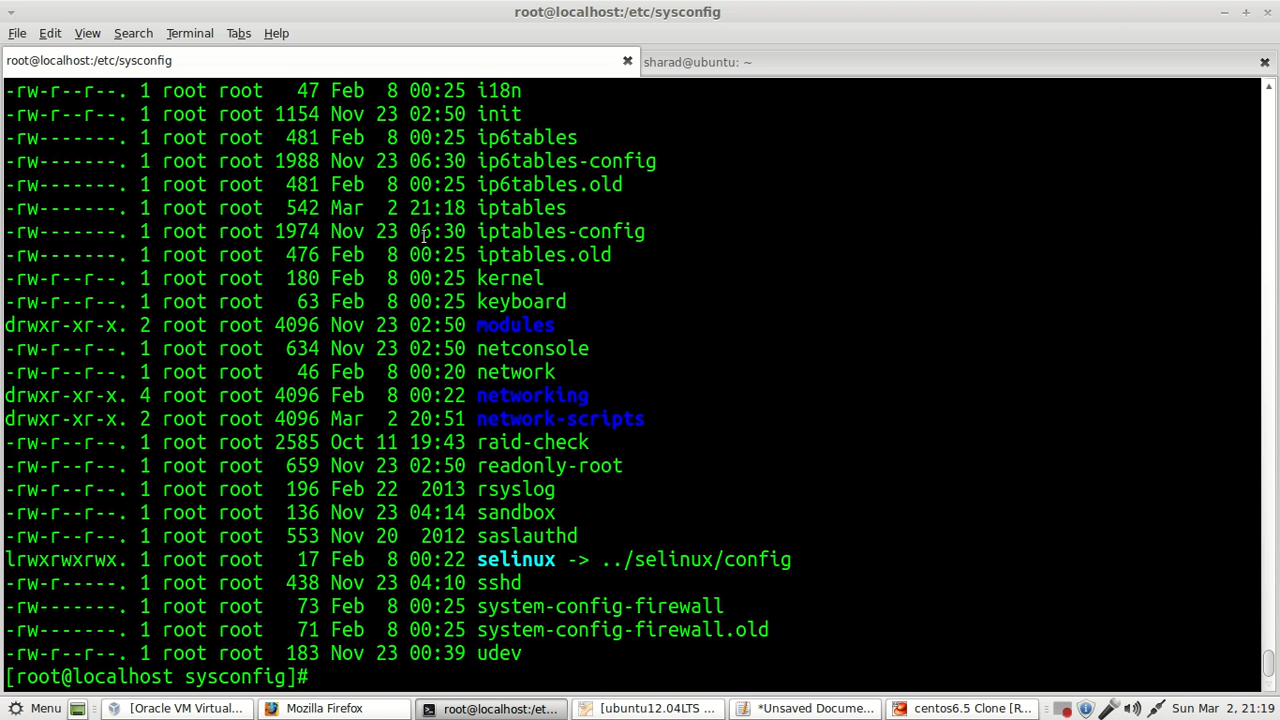 root@localhost:/etc/sysconfig
File Edit View Search Terminal Tabs Help
root@localhost:/etc/sysconfig
sharad@ubuntu: ~
-rw-r--r--. 1 root root   47 Feb  8 00:25 i18n
-rw-r--r--. 1 root root 1154 Nov 23 02:50 init
-rw-------. 1 root root  481 Feb  8 00:25 ip6tables
-rw-------. 1 root root 1988 Nov 23 06:30 ip6tables-config
-rw-------. 1 root root  481 Feb  8 00:25 ip6tables.old
-rw-------. 1 root root  542 Mar  2 21:18 iptables
-rw-------. 1 root root 1974 Nov 23 06:30 iptables-config
-rw-------. 1 root root  476 Feb  8 00:25 iptables.old
-rw-r--r--. 1 root root  180 Feb  8 00:25 kernel
-rw-r--r--. 1 root root   63 Feb  8 00:25 keyboard
drwxr-xr-x. 2 root root 4096 Nov 23 02:50 modules
-rw-r--r--. 1 root root  634 Nov 23 02:50 netconsole
-rw-r--r--. 1 root root   46 Feb  8 00:20 network
drwxr-xr-x. 4 root root 4096 Feb  8 00:22 networking
drwxr-xr-x. 2 root root 4096 Mar  2 20:51 network-scripts
-rw-r--r--. 1 root root 2585 Oct 11 19:43 raid-check
-rw-r--r--. 1 root root  659 Nov 23 02:50 readonly-root
-rw-r--r--. 1 root root  196 Feb 22  2013 rsyslog
-rw-r--r--. 1 root root  136 Nov 23 04:14 sandbox
-rw-r--r--. 1 root root  553 Nov 20  2012 saslauthd
lrwxrwxrwx. 1 root root   17 Feb  8 00:22 selinux -> ../selinux/config
-rw-r-----. 1 root root  438 Nov 23 04:10 sshd
-rw-------. 1 root root   73 Feb  8 00:25 system-config-firewall
-rw-------. 1 root root   71 Feb  8 00:25 system-config-firewall.old
-rw-r--r--. 1 root root  183 Nov 23 00:39 udev
[root@localhost sysconfig]#
Menu [Oracle VM Virtual... Mozilla Firefox root@localhost:/et... [ubuntu12.04LTS ... *Unsaved Docume... centos6.5 Clone [R... Sun Mar 2, 21:19